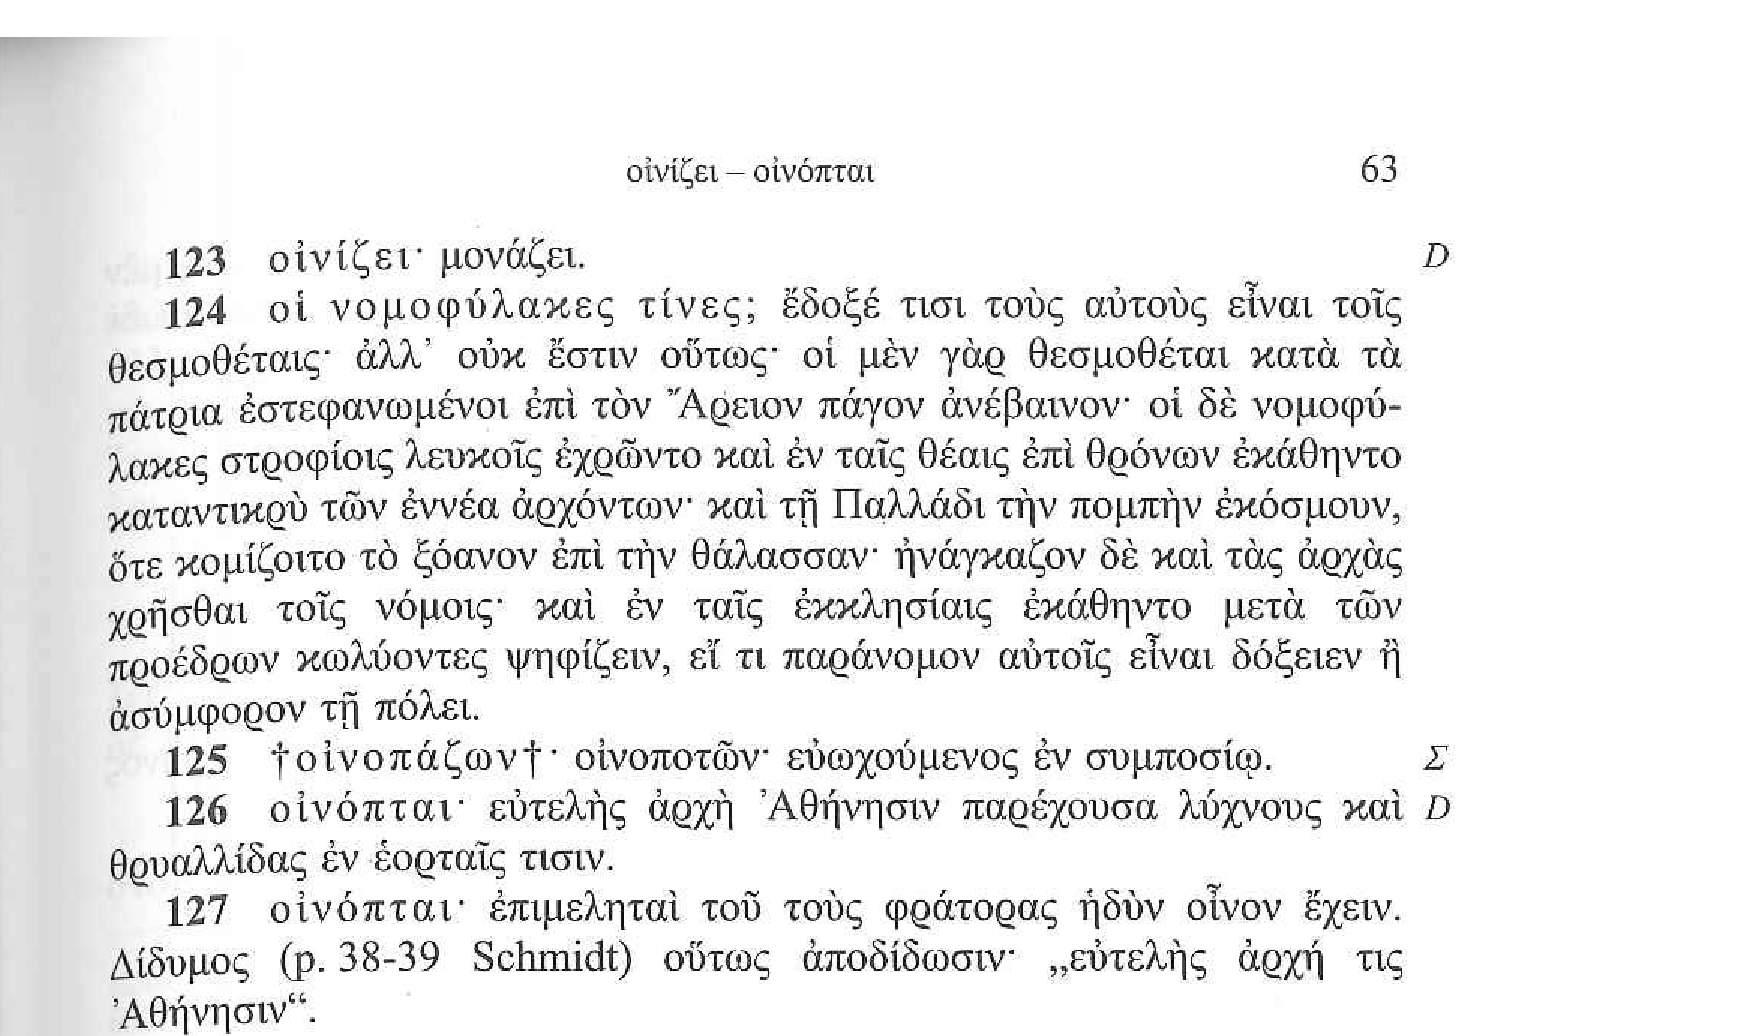 οἰνίζει – οἰνόπται 63
123 οἰνίζει· μονάζει. D
124 οἱ νομοφύλακες τίνες; ἔδοξέ τισι τοὺς αὐτοὺς εἶναι τοῖς
θεσμοθέταις· ἀλλ’ οὐκ ἔστιν οὕτως· οἱ μὲν γὰρ θεσμοθέται κατὰ τὰ
πάτρια ἐστεφανωμένοι ἐπὶ τὸν Ἄρειον πάγον ἀνέβαινον· οἱ δὲ νομοφύ-
λακες στροφίοις λευκοῖς ἐχρῶντο καὶ ἐν ταῖς θέαις ἐπὶ θρόνων ἐκάθηντο
καταντικρὺ τῶν ἐννέα ἀρχόντων· καὶ τῇ Παλλάδι τὴν πομπὴν ἐκόσμουν,
ὅτε κομίζοιτο τὸ ξόανον ἐπὶ τὴν θάλασσαν· ἠνάγκαζον δὲ καὶ τὰς ἀρχὰς
χρῆσθαι τοῖς νόμοις· καὶ ἐν ταῖς ἐκκλησίαις ἐκάθηντο μετὰ τῶν
προέδρων κωλύοντες ψηφίζειν, εἴ τι παράνομον αὐτοῖς εἶναι δόξειεν ἢ
ἀσύμφορον τῇ πόλει.
125 †οἰνοπάζων†· οἰνοποτῶν· εὐωχούμενος ἐν συμποσίῳ. Σ
126 οἰνόπται· εὐτελὴς ἀρχὴ Ἀθήνησιν παρέχουσα λύχνους καὶ D
θρυαλλίδας ἐν ἑορταῖς τισιν.
127 οἰνόπται· ἐπιμεληταὶ τοῦ τοὺς φράτορας ἡδὺν οἶνον ἔχειν.
Δίδυμος (p. 38-39 Schmidt) οὕτως ἀποδίδωσιν· „εὐτελὴς ἀρχή τις
Ἀθήνησιν“.